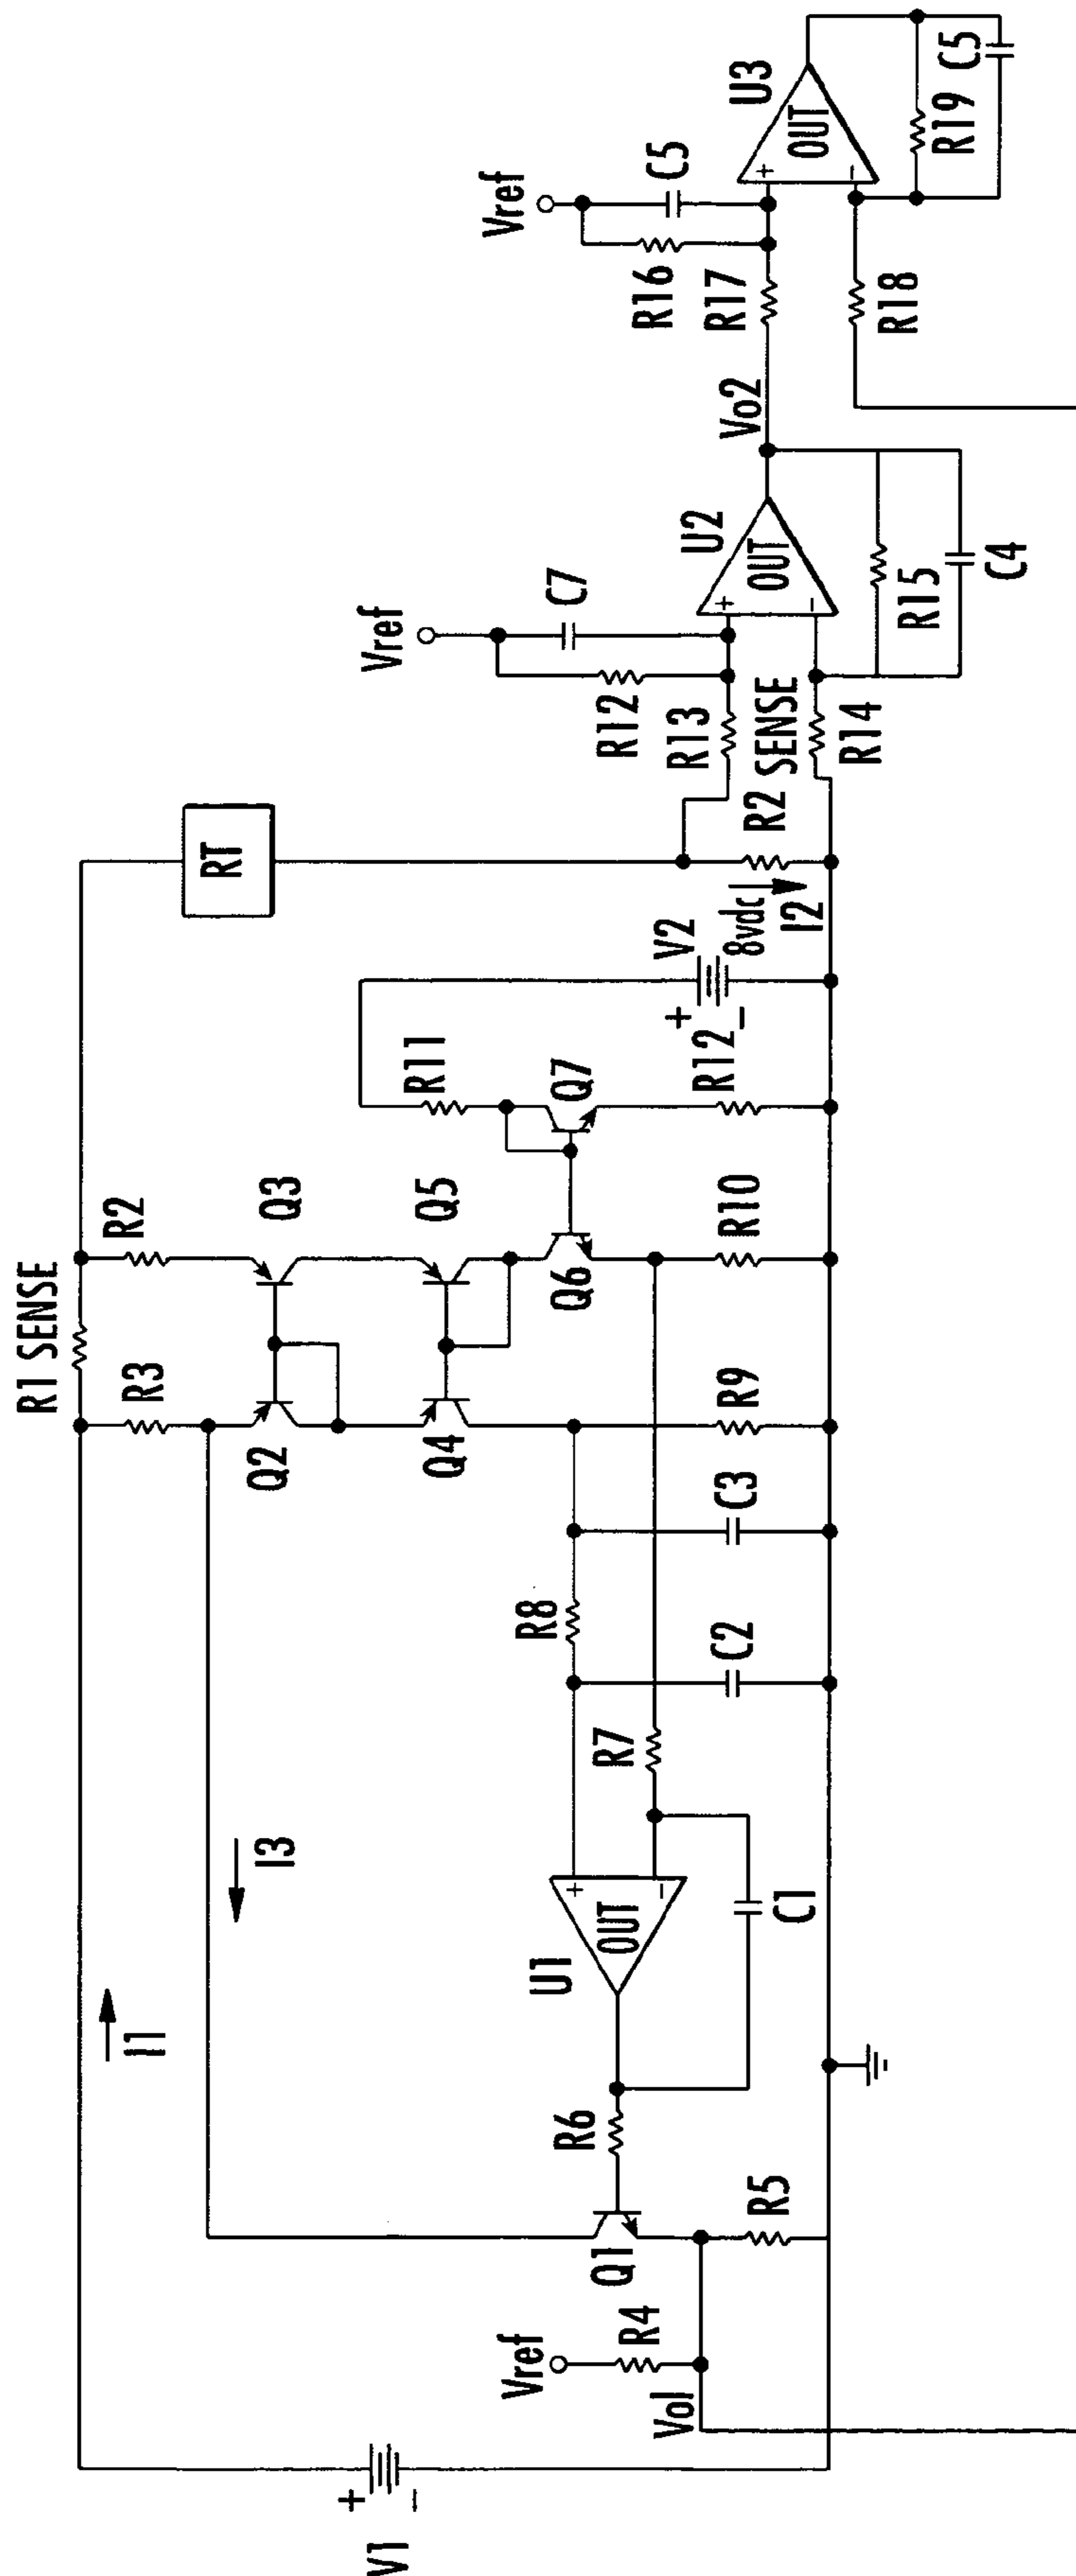 R1 SENSE
I1
R3
R2
I3
Q2
Q3
RT
Q4
Q5
R11
Vref
Vref
C7
R12
Vref
C5
R16
R8
Q6
Q7
R13
R17
Vo2
U1
+
OUT
−
R7
U2
+
OUT
−
U3
+
OUT
−
V1
+
−
R4
Vol
Q1
R6
R5
C1
C2
C3
R9
R10
R12
V2
+
−
8vdc
I2
R2 SENSE
R14
R15
C4
R18
R19
C5